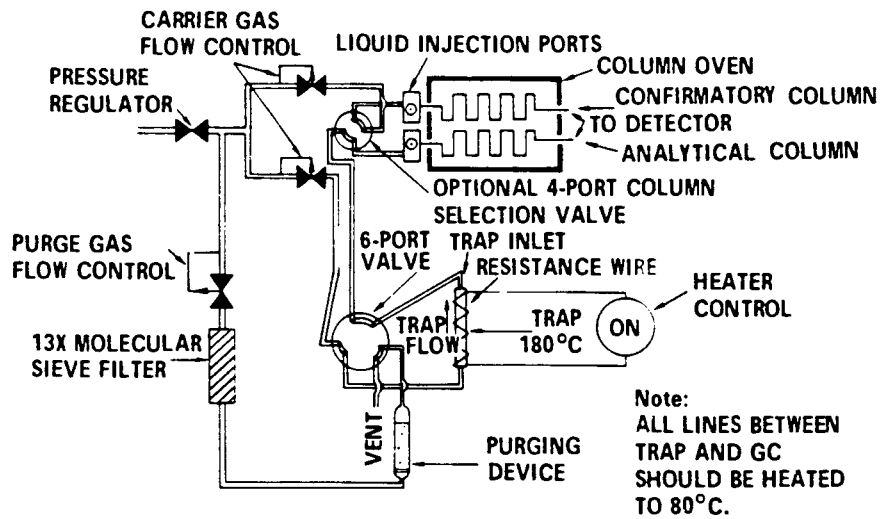 CARRIER GAS
FLOW CONTROL
LIQUID INJECTION PORTS
PRESSURE
REGULATOR
COLUMN OVEN
CONFIRMATORY COLUMN
TO DETECTOR
ANALYTICAL COLUMN
OPTIONAL 4-PORT COLUMN
SELECTION VALVE
PURGE GAS
FLOW CONTROL
6-PORT
VALVE
TRAP INLET
RESISTANCE WIRE
HEATER
CONTROL
TRAP
FLOW
TRAP
180°C
ON
13X MOLECULAR
SIEVE FILTER
VENT
PURGING
DEVICE
Note:
ALL LINES BETWEEN
TRAP AND GC
SHOULD BE HEATED
TO 80°C.